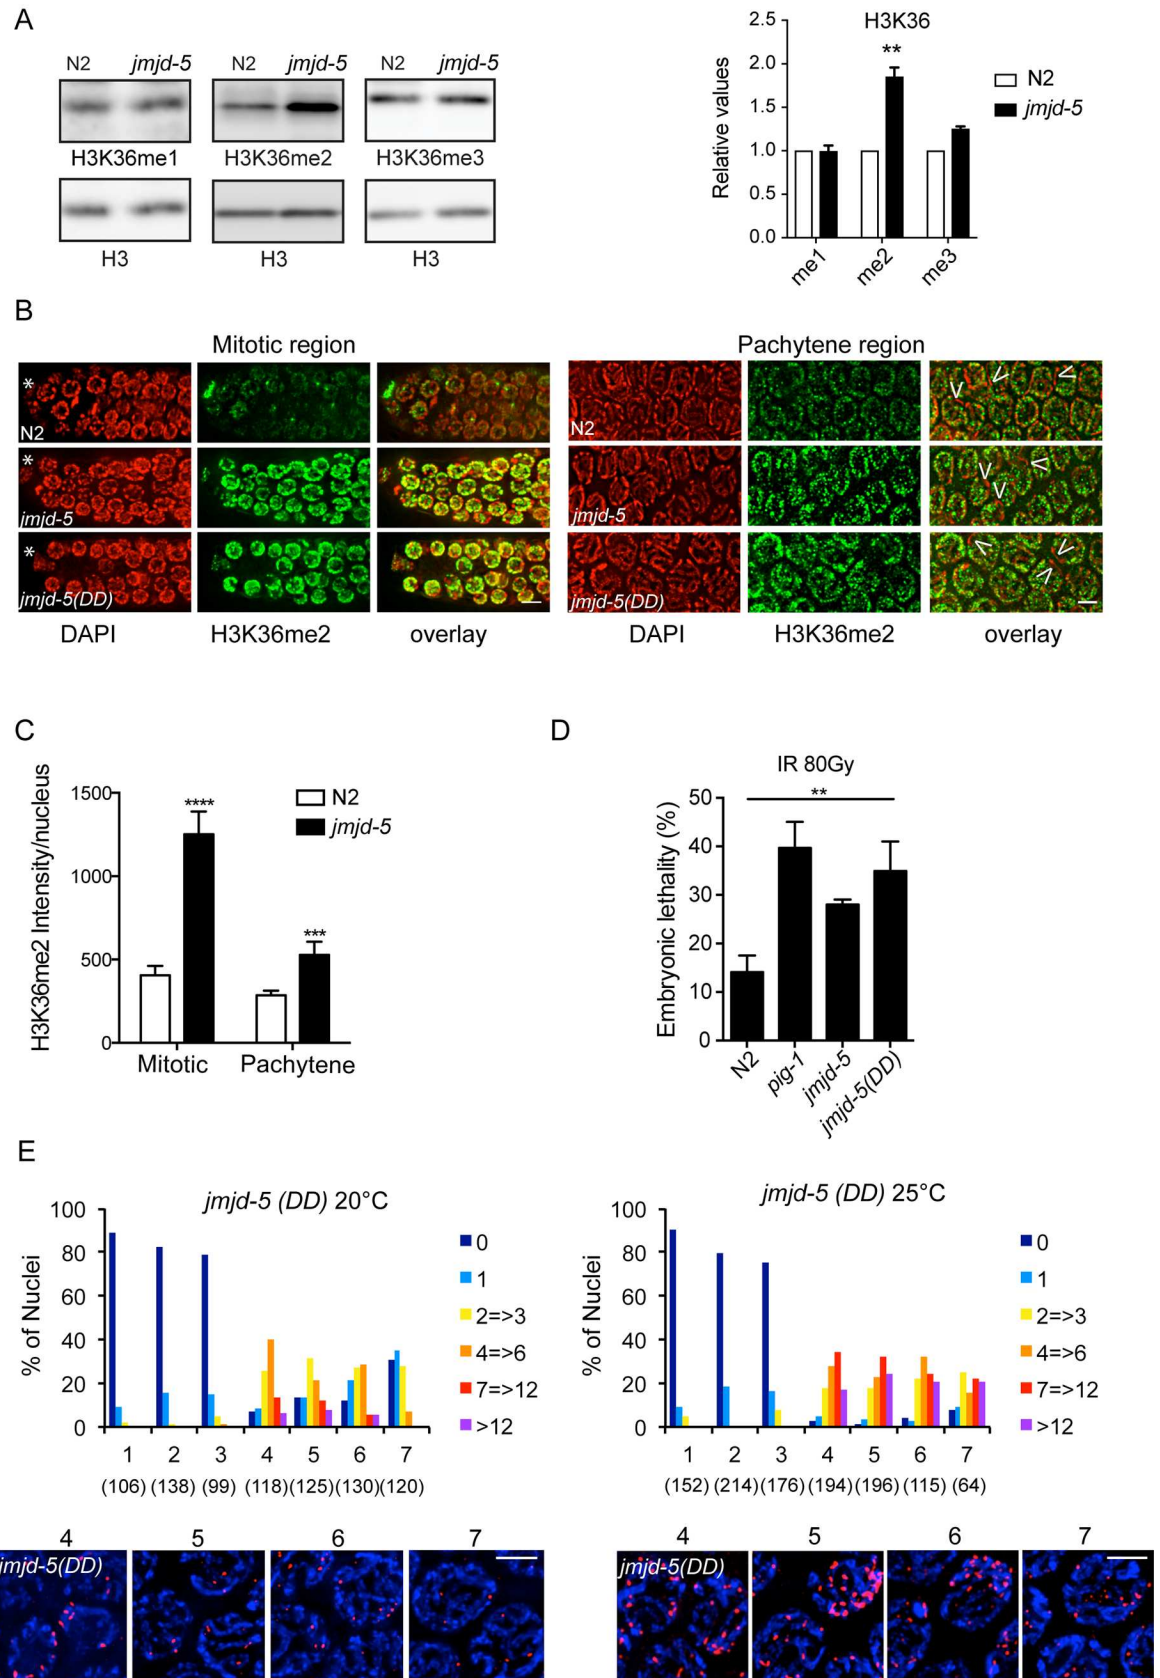 A
N2 jmjd-5 N2 jmjd-5 N2 jmjd-5
H3K36me1 H3K36me2 H3K36me3
H3 H3 H3
H3K36
Relative values
2.5
2.0
1.5
1.0
0.5
0.0
**
N2
jmjd-5
me1 me2 me3
B
Mitotic region Pachytene region
* N2 N2
* jmjd-5 jmjd-5
* jmjd-5(DD) jmjd-5(DD)
DAPI H3K36me2 overlay DAPI H3K36me2 overlay
C
H3K36me2 Intensity/nucleus
1500
1000
500
0
****
***
N2
jmjd-5
Mitotic Pachytene
D
IR 80Gy
**
Embryonic lethality (%)
50
40
30
20
10
0
N2 pig-1 jmjd-5 jmjd-5(DD)
E
jmjd-5 (DD) 20°C
% of Nuclei
100
80
60
40
20
0
0
1
2=>3
4=>6
7=>12
>12
1 2 3 4 5 6 7
(106) (138) (99) (118) (125) (130) (120)
jmjd-5 (DD) 25°C
% of Nuclei
100
80
60
40
20
0
0
1
2=>3
4=>6
7=>12
>12
1 2 3 4 5 6 7
(152) (214) (176) (194) (196) (115) (64)
4 5 6 7
jmjd-5(DD)
4 5 6 7
jmjd-5(DD)